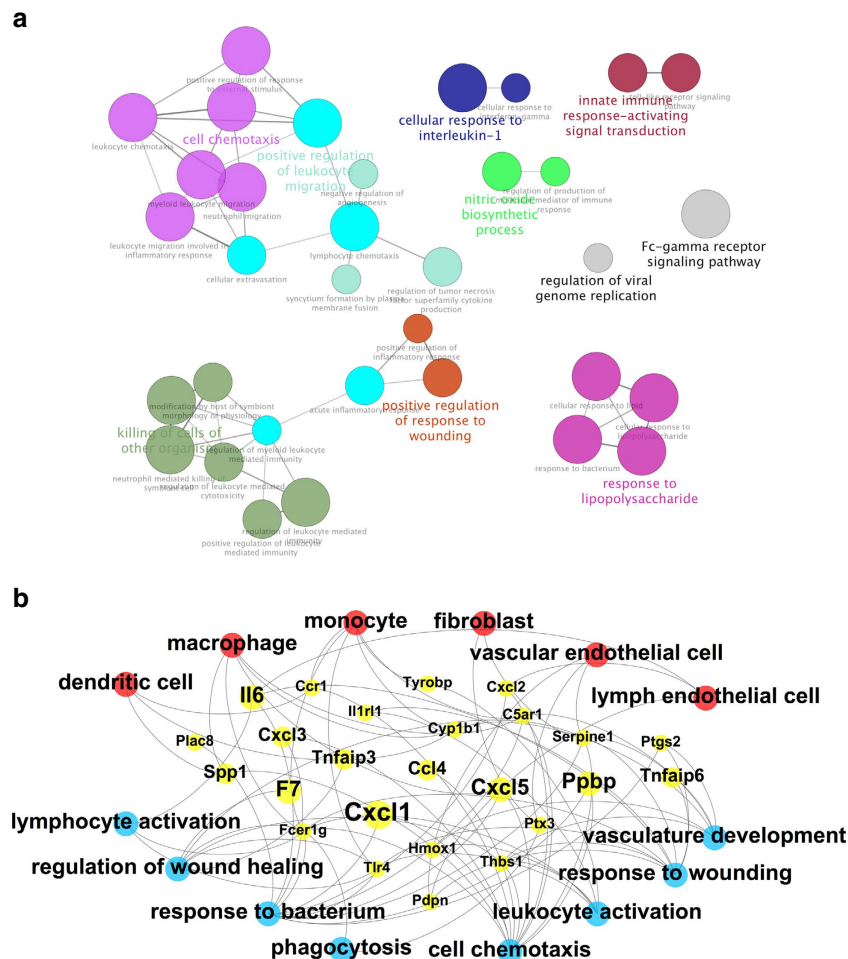 a
positive regulation of response
to external stimulus
leukocyte chemotaxis
cell chemotaxis
positive regulation
of leukocyte
migration
myeloid leukocyte migration
neutrophil migration
negative regulation of
angiogenesis
leukocyte migration involved in
inflammatory response
cellular extravasation
lymphocyte chemotaxis
syncytium formation by plasma
membrane fusion
regulation of tumor necrosis
factor superfamily cytokine
production
cellular response to
interferon-gamma
cellular response to
interleukin-1
toll-like receptor signaling
pathway
innate immune
response-activating
signal transduction
regulation of production of
molecular mediator of immune
response
nitric oxide
biosynthetic
process
Fc-gamma receptor
signaling pathway
regulation of viral
genome replication
positive regulation of
inflammatory response
acute inflammatory response
positive regulation
of response to
wounding
modification by host of symbiont
morphology or physiology
killing of cells of
other organism
regulation of myeloid leukocyte
mediated immunity
neutrophil mediated killing of
symbiont cell
regulation of leukocyte mediated
cytotoxicity
regulation of leukocyte mediated
immunity
positive regulation of leukocyte
mediated immunity
cellular response to lipid
cellular response to
lipopolysaccharide
response to bacterium
response to
lipopolysaccharide
b
monocyte
fibroblast
macrophage
vascular endothelial cell
dendritic cell
lymph endothelial cell
Il6
Ccr1
Tyrobp
Cxcl2
Il1rl1
C5ar1
Plac8
Cxcl3
Cyp1b1
Serpine1
Ptgs2
Spp1
Tnfaip3
Ccl4
Tnfaip6
F7
Cxcl5
Ppbp
Cxcl1
lymphocyte activation
Fcer1g
Ptx3
vasculature development
Hmox1
regulation of wound healing
Tlr4
Thbs1
response to wounding
Pdpn
response to bacterium
leukocyte activation
phagocytosis
cell chemotaxis